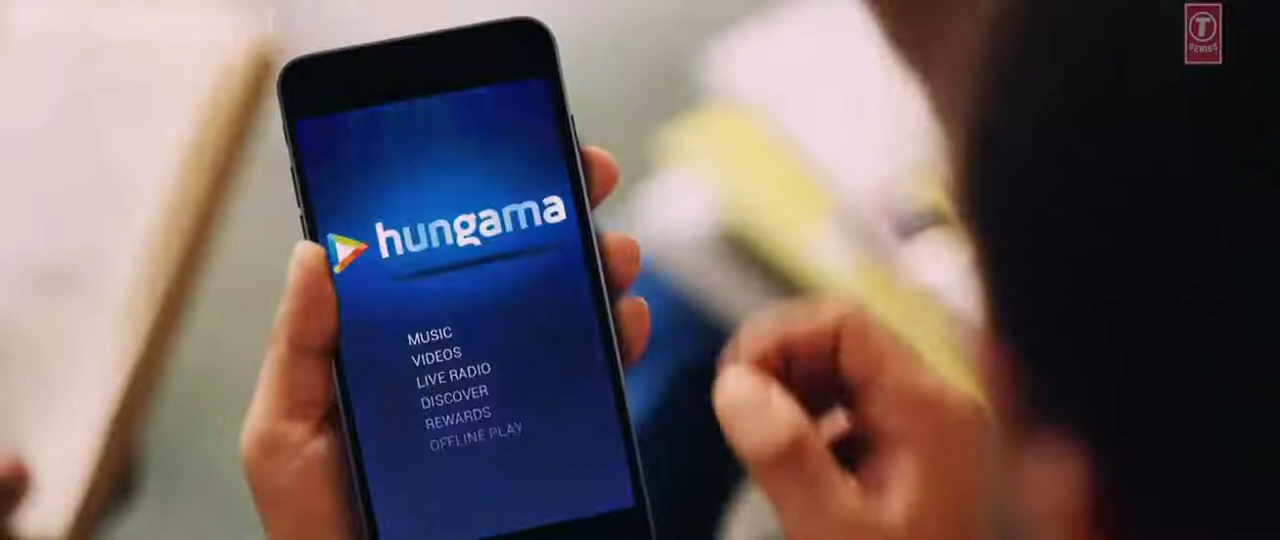 T
SERIES
hungama
MUSIC
VIDEOS
LIVE RADIO
DISCOVER
REWARDS
OFFLINE PLAY